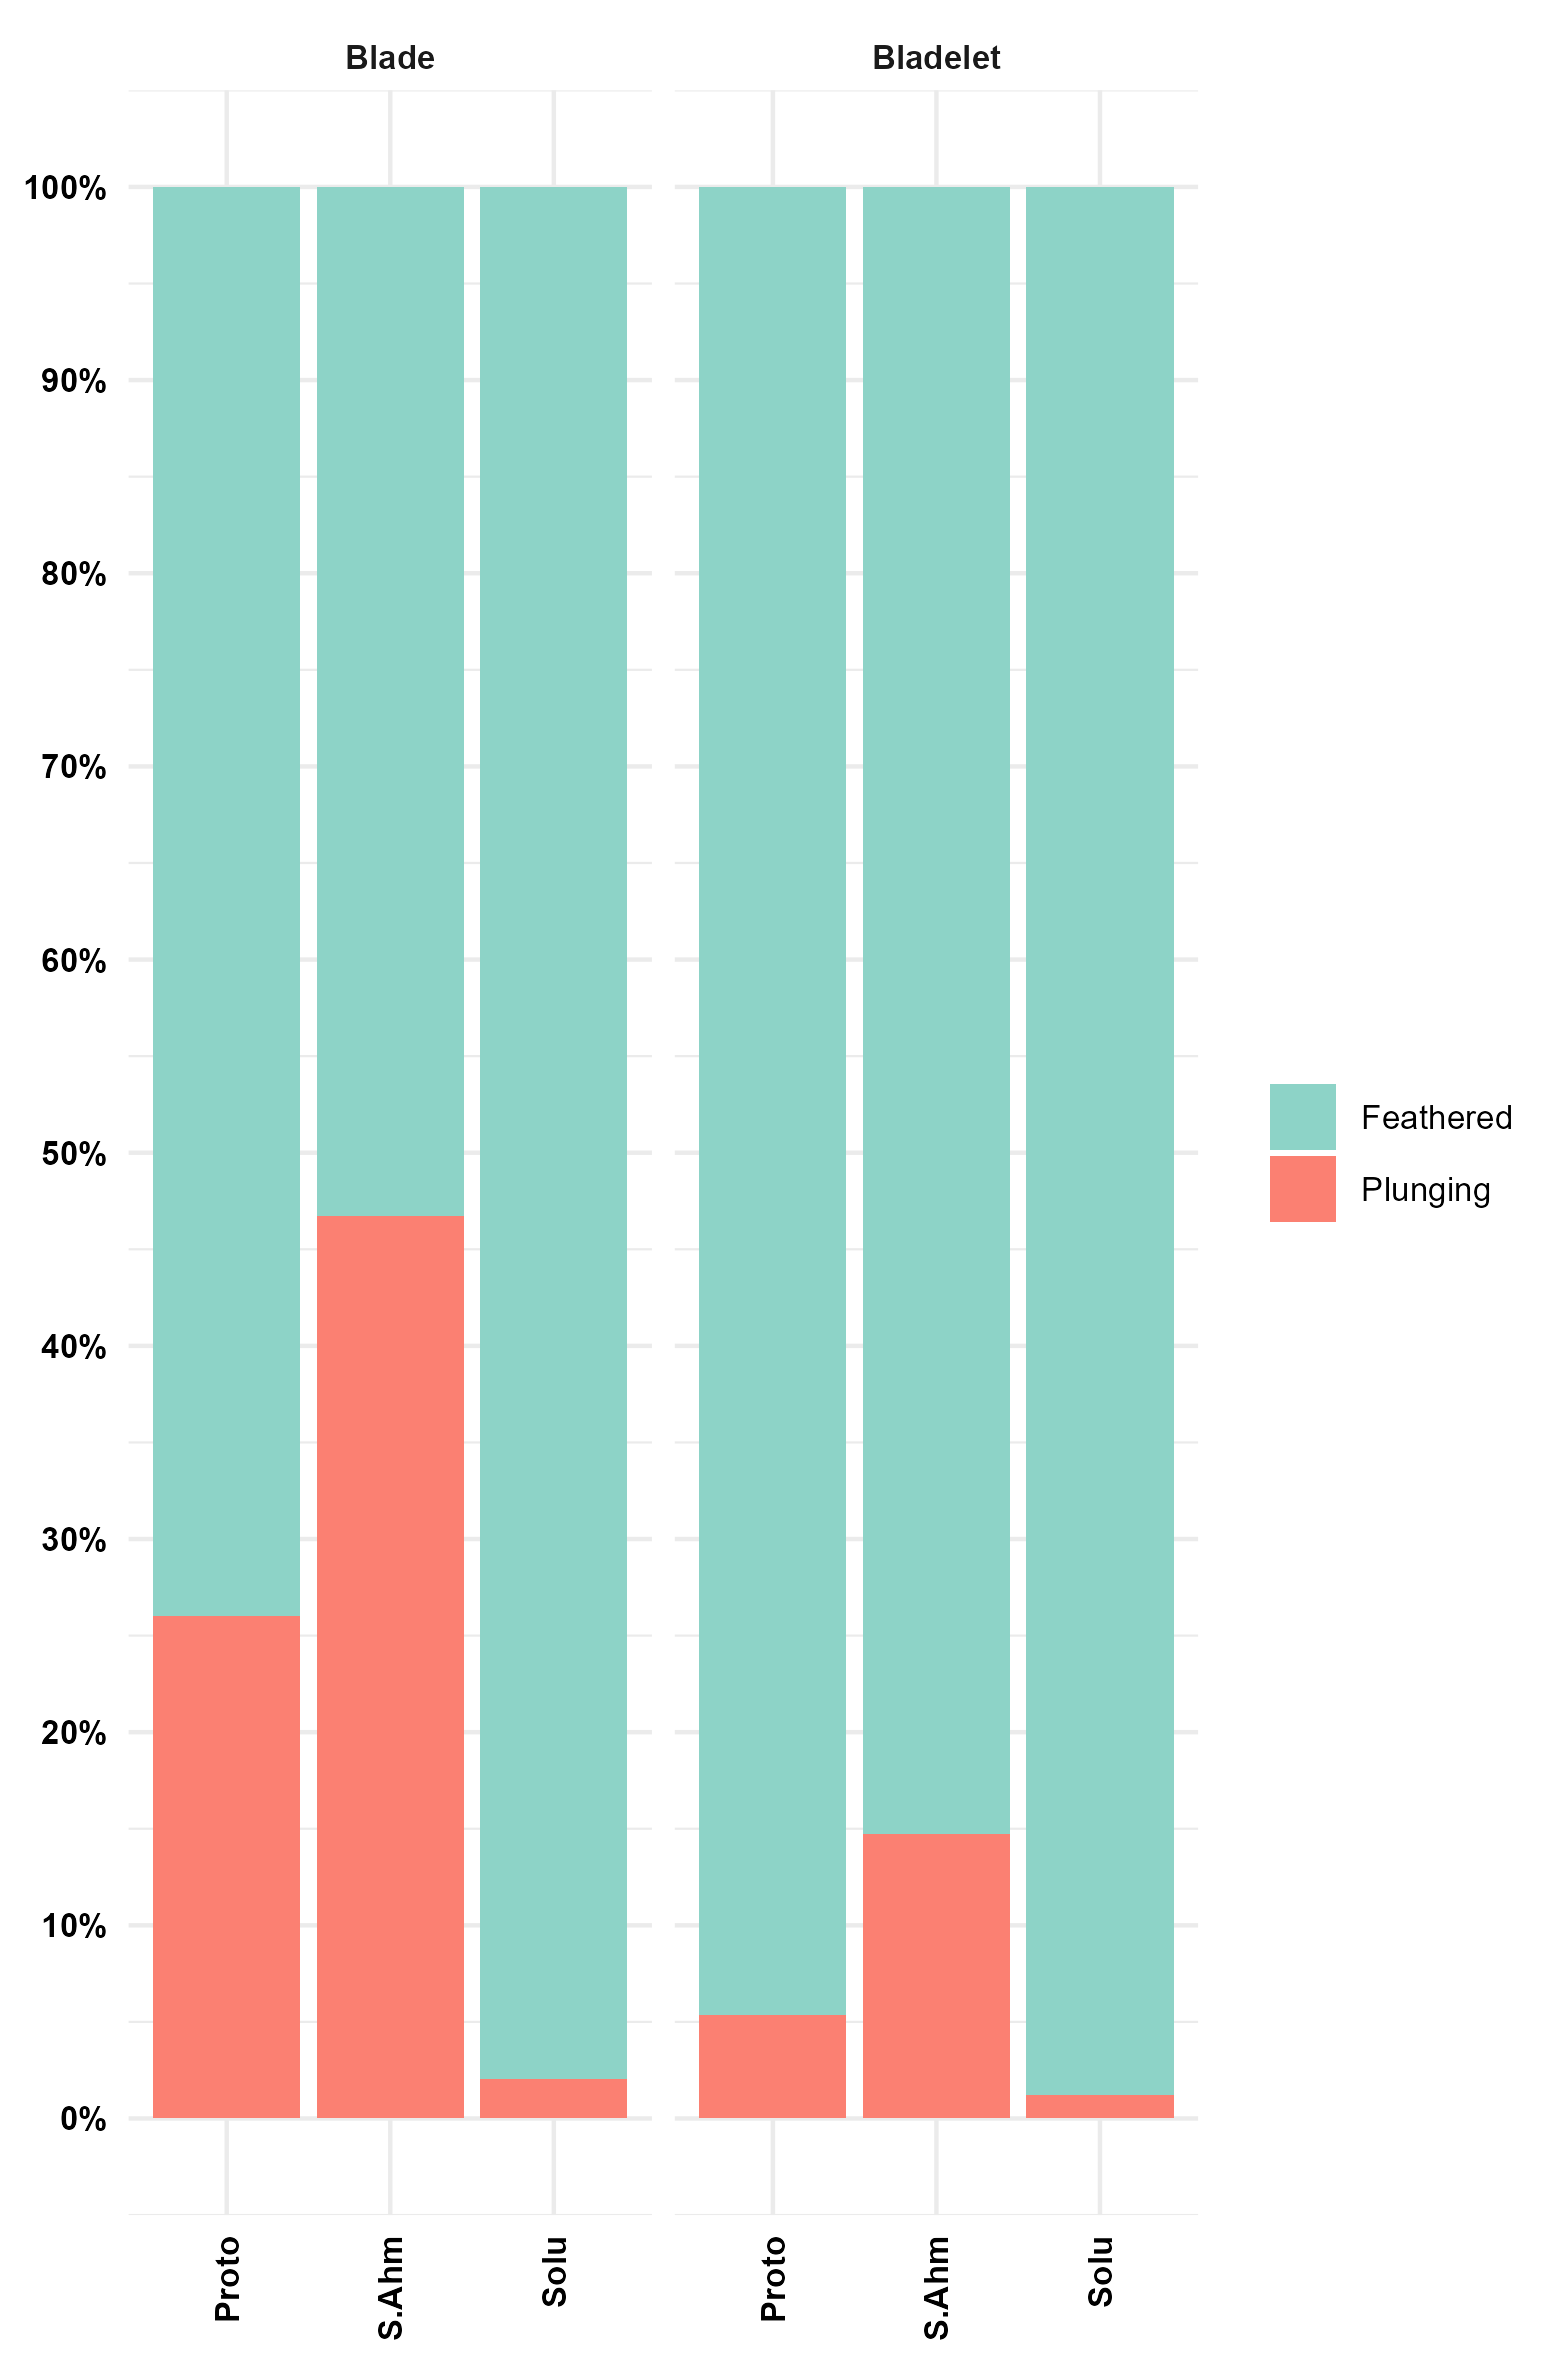 Blade Bladelet
100%
90%
80%
70%
60%
50%
40%
30%
20%
10%
0%
Proto S.Ahm Solu Proto S.Ahm Solu
Feathered
Plunging